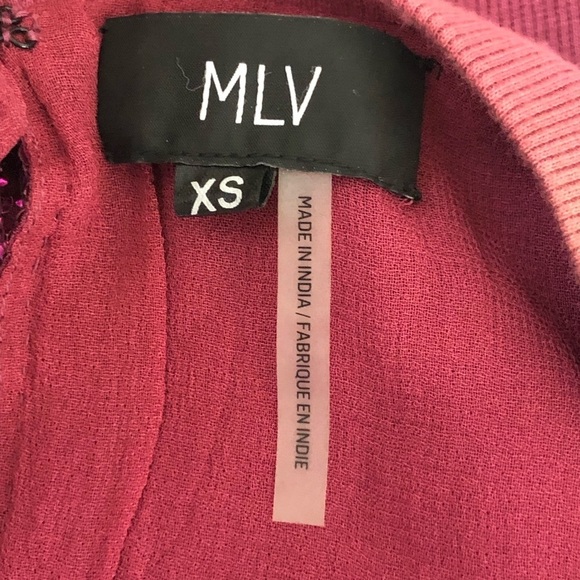 MLV
XS
MADE IN INDIA / FABRIQUE EN INDIE